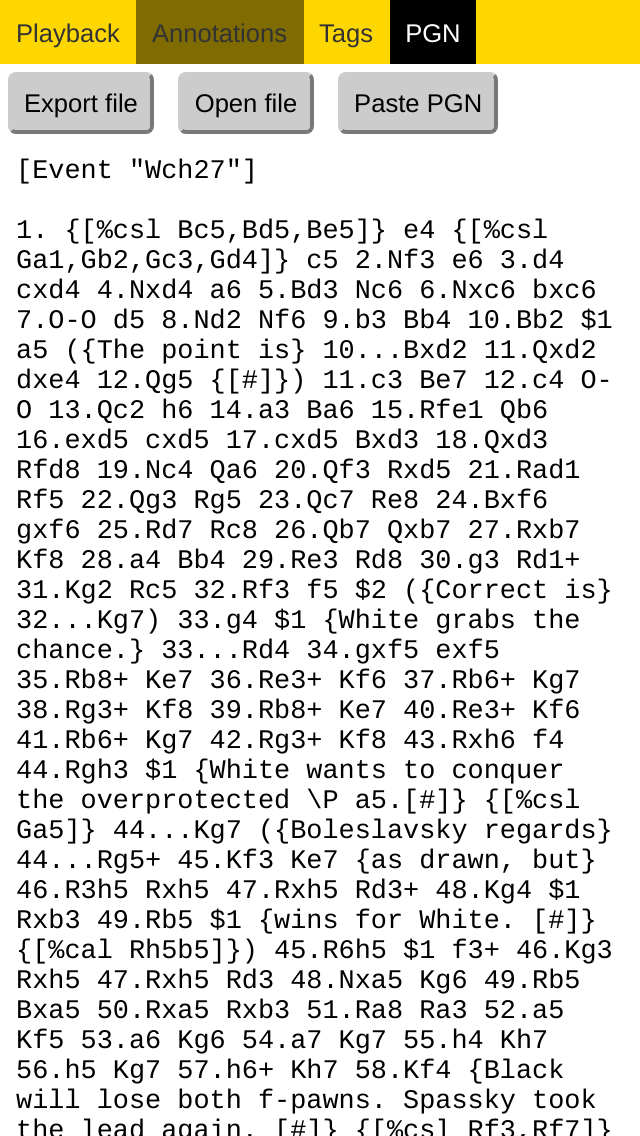 Playback Annotations Tags PGN
Export file Open file Paste PGN
[Event "Wch27"]
1. {[%csl Bc5,Bd5,Be5]} e4 {[%csl
Ga1,Gb2,Gc3,Gd4]} c5 2.Nf3 e6 3.d4
cxd4 4.Nxd4 a6 5.Bd3 Nc6 6.Nxc6 bxc6
7.O-O d5 8.Nd2 Nf6 9.b3 Bb4 10.Bb2 $1
a5 ({The point is} 10...Bxd2 11.Qxd2
dxe4 12.Qg5 {[#]}) 11.c3 Be7 12.c4 O-
O 13.Qc2 h6 14.a3 Ba6 15.Rfe1 Qb6
16.exd5 cxd5 17.cxd5 Bxd3 18.Qxd3
Rfd8 19.Nc4 Qa6 20.Qf3 Rxd5 21.Rad1
Rf5 22.Qg3 Rg5 23.Qc7 Re8 24.Bxf6
gxf6 25.Rd7 Rc8 26.Qb7 Qxb7 27.Rxb7
Kf8 28.a4 Bb4 29.Re3 Rd8 30.g3 Rd1+
31.Kg2 Rc5 32.Rf3 f5 $2 ({Correct is}
32...Kg7) 33.g4 $1 {White grabs the
chance.} 33...Rd4 34.gxf5 exf5
35.Rb8+ Ke7 36.Re3+ Kf6 37.Rb6+ Kg7
38.Rg3+ Kf8 39.Rb8+ Ke7 40.Re3+ Kf6
41.Rb6+ Kg7 42.Rg3+ Kf8 43.Rxh6 f4
44.Rgh3 $1 {White wants to conquer
the overprotected \P a5.[#]} {[%csl
Ga5]} 44...Kg7 ({Boleslavsky regards}
44...Rg5+ 45.Kf3 Ke7 {as drawn, but}
46.R3h5 Rxh5 47.Rxh5 Rd3+ 48.Kg4 $1
Rxb3 49.Rb5 $1 {wins for White. [#]}
{[%cal Rh5b5]}) 45.R6h5 $1 f3+ 46.Kg3
Rxh5 47.Rxh5 Rd3 48.Nxa5 Kg6 49.Rb5
Bxa5 50.Rxa5 Rxb3 51.Ra8 Ra3 52.a5
Kf5 53.a6 Kg6 54.a7 Kg7 55.h4 Kh7
56.h5 Kg7 57.h6+ Kh7 58.Kf4 {Black
will lose both f-pawns. Spassky took
the lead again. [#]} {[%csl Rf3,Rf7]}